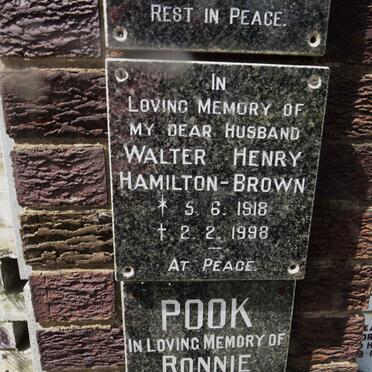 REST IN PEACE.
IN
LOVING MEMORY OF
MY DEAR HUSBAND
WALTER HENRY
HAMILTON-BROWN
* 5. 6. 1918
† 2. 2. 1998
—
AT PEACE.
POOK
IN LOVING MEMORY OF
RONNIE